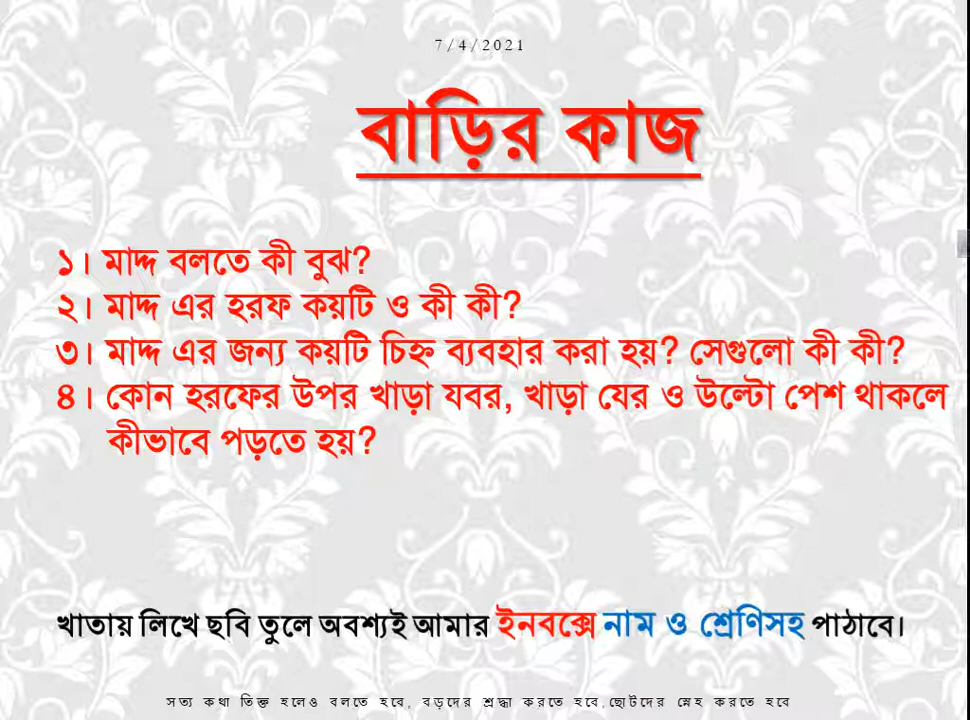 7/4/2021
বাড়ির কাজ
১। মাদ্দ বলতে কী বুঝ?
২। মাদ্দ এর হরফ কয়টি ও কী কী?
৩। মাদ্দ এর জন্য কয়টি চিহ্ন ব্যবহার করা হয়? সেগুলো কী কী?
৪। কোন হরফের উপর খাড়া যবর, খাড়া যের ও উল্টো পেশ থাকলে
কীভাবে পড়তে হয়?
খাতায় লিখে ছবি তুলে অবশ্যই আমার ইনবক্সে নাম ও শ্রেণিসহ পাঠাবে।
সত্য কথা তিক্ত হলেও বলতে হবে, বড়দের শ্রদ্ধা করতে হবে,ছোটদের স্নেহ করতে হবে